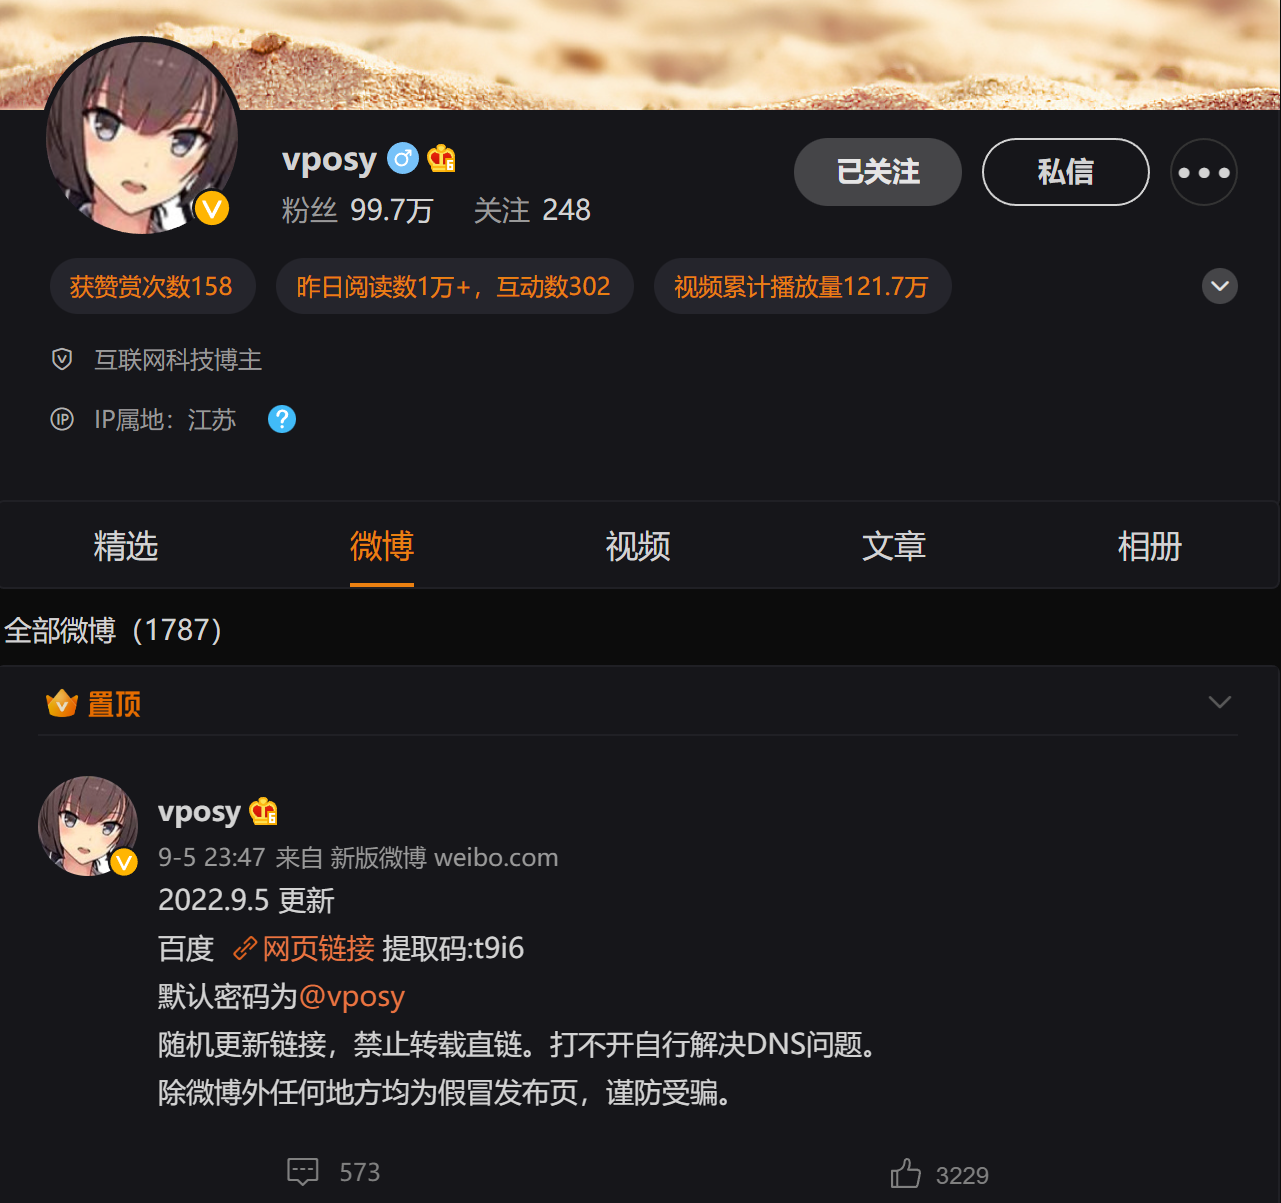 vposy
粉丝 99.7万 关注 248
已关注
私信
获赞赏次数158
昨日阅读数1万+，互动数302
视频累计播放量121.7万
互联网科技博主
IP IP属地：江苏 ?
精选 微博 视频 文章 相册
全部微博（1787）
置顶
vposy
9-5 23:47 来自 新版微博 weibo.com
2022.9.5 更新
百度 网页链接 提取码:t9i6
默认密码为@vposy
随机更新链接，禁止转载直链。打不开自行解决DNS问题。
除微博外任何地方均为假冒发布页，谨防受骗。
573 3229